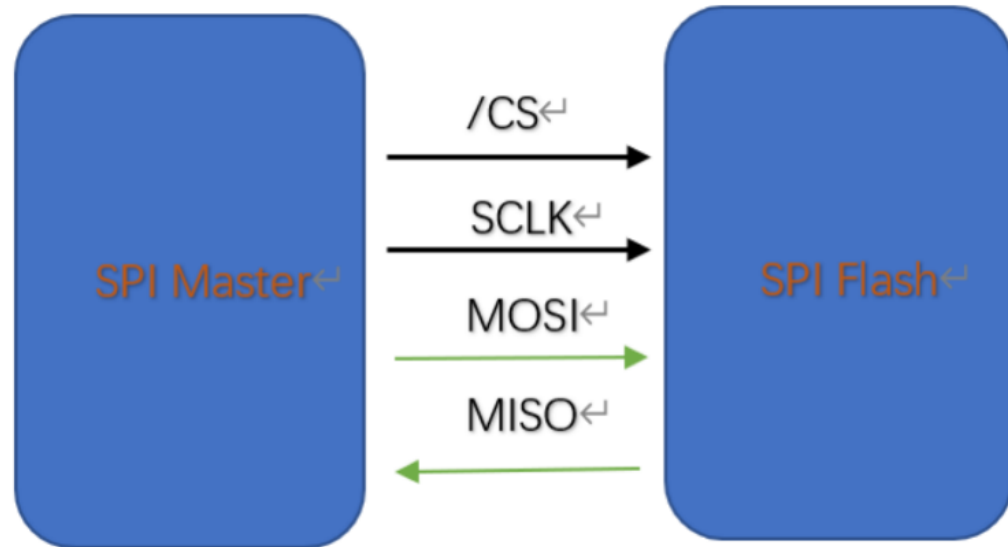 /CS↵
SCLK↵
SPI Master↵
SPI Flash↵
MOSI↵
MISO↵